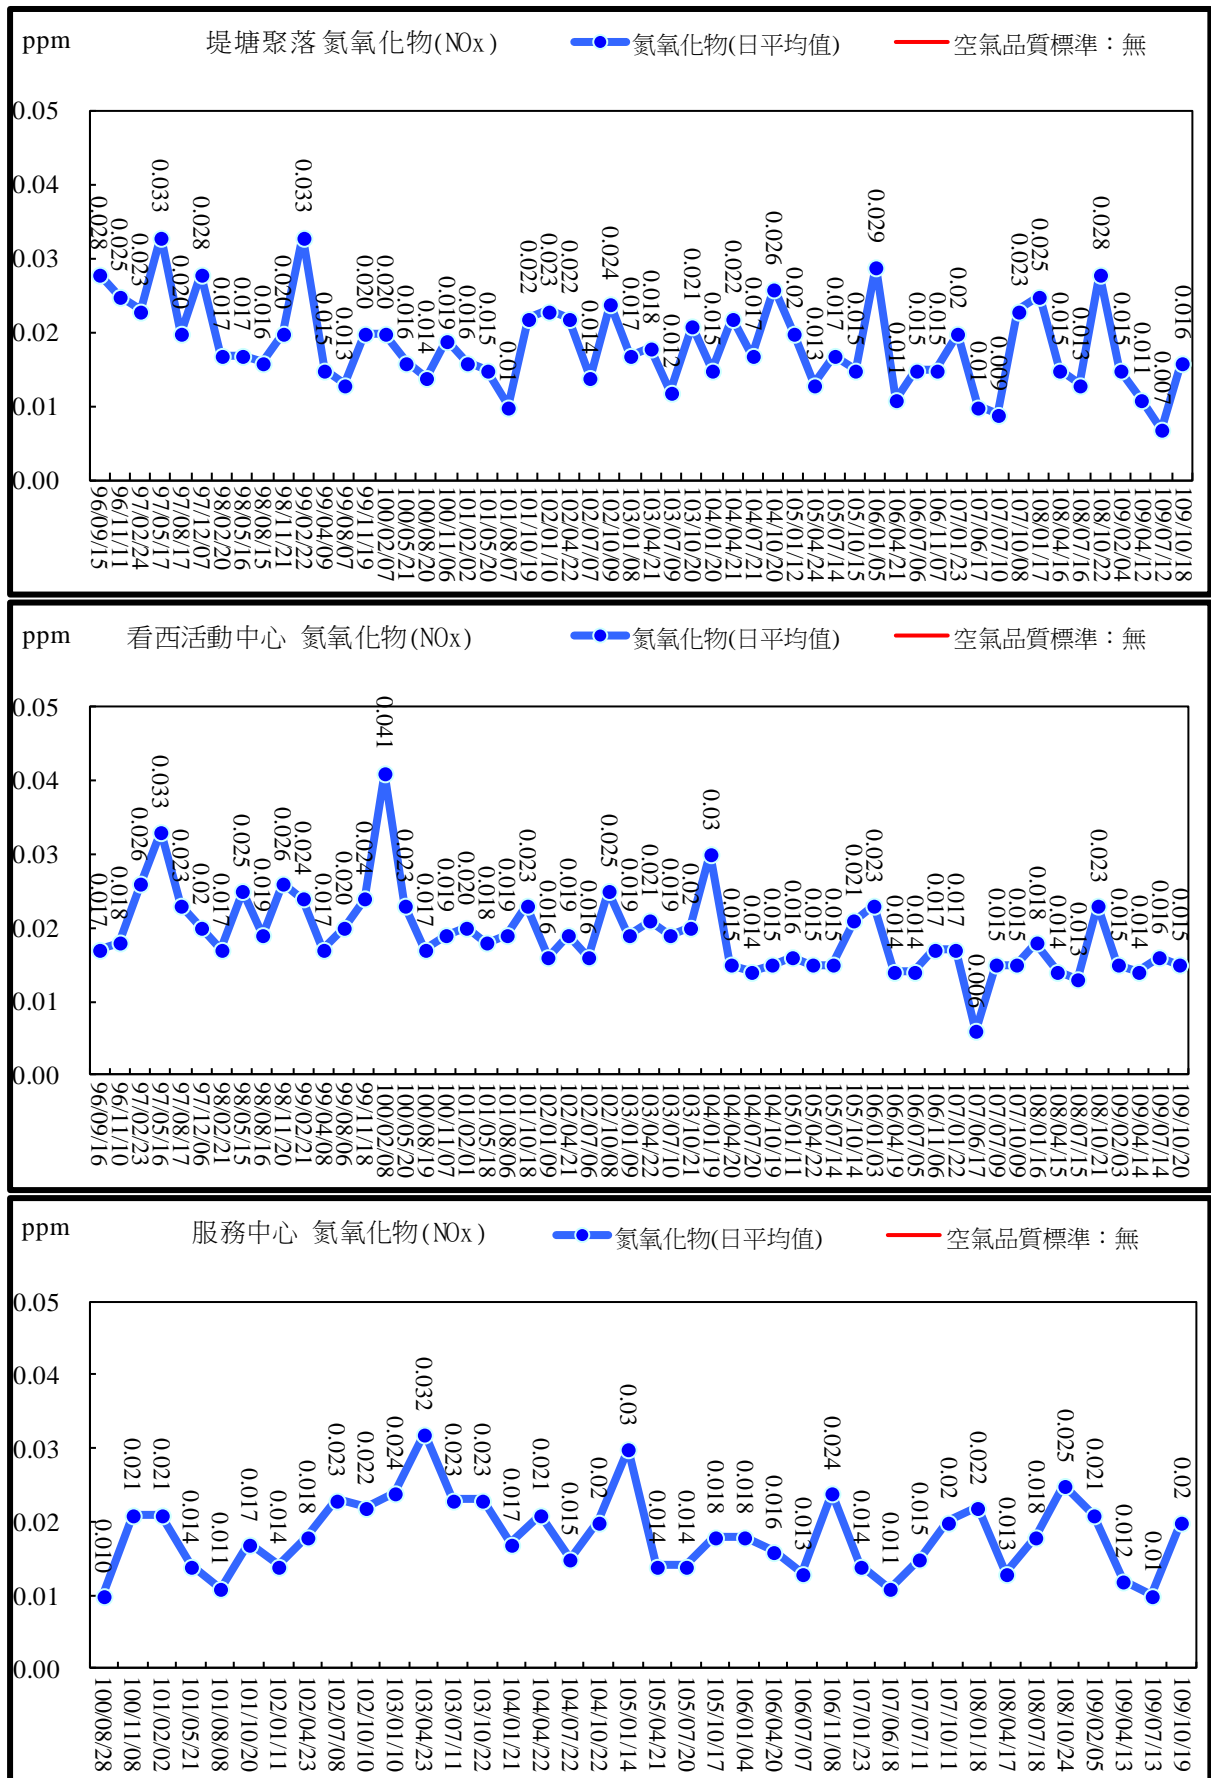 ppm 堤塘聚落 氮氧化物(NOx) 氮氧化物(日平均值) 空氣品質標準：無
0.05
0.04
0.03
0.02
0.01
0.00
0.028 0.025 0.023 0.033 0.020 0.028 0.017 0.017 0.016 0.020 0.033 0.015 0.013 0.020 0.020 0.016 0.014 0.019 0.016 0.015 0.01 0.022 0.023 0.022 0.014 0.024 0.017 0.018 0.012 0.021 0.015 0.022 0.017 0.026 0.02 0.013 0.017 0.015 0.029 0.011 0.015 0.015 0.02 0.01 0.009 0.023 0.025 0.015 0.013 0.028 0.015 0.011 0.007 0.016
96/09/15 96/11/11 97/02/24 97/05/17 97/08/17 97/12/07 98/02/20 98/05/16 98/08/15 98/11/21 99/02/22 99/04/09 99/08/07 99/11/19 100/02/07 100/05/21 100/08/20 100/11/06 101/02/02 101/05/20 101/08/07 101/10/19 102/01/10 102/04/22 102/07/07 102/10/09 103/01/08 103/04/21 103/07/09 103/10/20 104/01/20 104/04/21 104/07/21 104/10/20 105/01/12 105/04/24 105/07/14 105/10/15 106/01/05 106/04/21 106/07/06 106/11/07 107/01/23 107/06/17 107/07/10 107/10/08 108/01/17 108/04/16 108/07/16 108/10/22 109/02/04 109/04/12 109/07/12 109/10/18
ppm 看西活動中心 氮氧化物(NOx) 氮氧化物(日平均值) 空氣品質標準：無
0.05
0.04
0.03
0.02
0.01
0.00
0.017 0.018 0.026 0.033 0.023 0.02 0.017 0.025 0.019 0.026 0.024 0.017 0.020 0.024 0.041 0.023 0.017 0.019 0.020 0.018 0.019 0.023 0.016 0.019 0.016 0.025 0.019 0.021 0.019 0.02 0.03 0.015 0.014 0.015 0.016 0.015 0.015 0.021 0.023 0.014 0.014 0.017 0.017 0.006 0.015 0.015 0.018 0.014 0.013 0.023 0.015 0.014 0.016 0.015
96/09/16 96/11/10 97/02/23 97/05/16 97/08/17 97/12/06 98/02/21 98/05/15 98/08/16 98/11/20 99/02/21 99/04/08 99/08/06 99/11/18 100/02/08 100/05/20 100/08/19 100/11/07 101/02/01 101/05/18 101/08/06 101/10/18 102/01/09 102/04/21 102/07/06 102/10/08 103/01/09 103/04/22 103/07/10 103/10/21 104/01/19 104/04/20 104/07/20 104/10/19 105/01/11 105/04/22 105/07/14 105/10/14 106/01/03 106/04/19 106/07/05 106/11/06 107/01/22 107/06/17 107/07/09 107/10/09 108/01/16 108/04/15 108/07/15 108/10/21 109/02/03 109/04/14 109/07/14 109/10/20
ppm 服務中心 氮氧化物(NOx) 氮氧化物(日平均值) 空氣品質標準：無
0.05
0.04
0.03
0.02
0.01
0.00
0.010 0.021 0.021 0.014 0.011 0.017 0.014 0.018 0.023 0.022 0.024 0.032 0.023 0.023 0.017 0.021 0.015 0.02 0.03 0.014 0.014 0.018 0.018 0.016 0.013 0.024 0.014 0.011 0.015 0.02 0.022 0.013 0.018 0.025 0.021 0.012 0.01 0.02
100/08/28 100/11/08 101/02/02 101/05/21 101/08/08 101/10/20 102/01/11 102/04/23 102/07/08 102/10/10 103/01/10 103/04/23 103/07/11 103/10/22 104/01/21 104/04/22 104/07/22 104/10/22 105/01/14 105/04/21 105/07/20 105/10/17 106/01/04 106/04/20 106/07/07 106/11/08 107/01/23 107/06/18 107/07/11 107/10/11 108/01/18 108/04/17 108/07/18 108/10/24 109/02/05 109/04/13 109/07/13 109/10/19